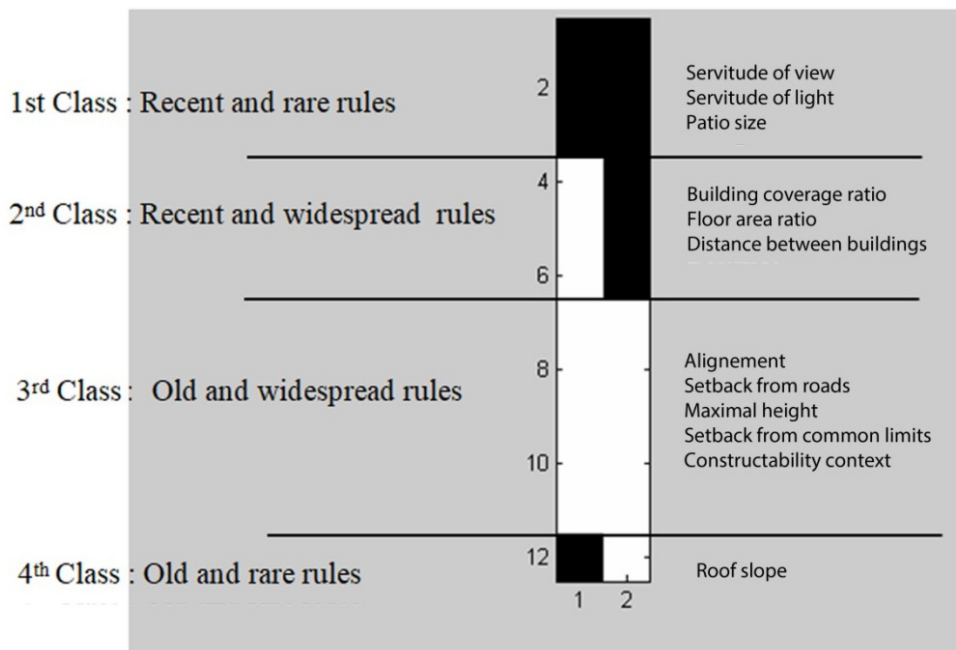 1st Class : Recent and rare rules
2
Servitude of view
Servitude of light
Patio size
2nd Class : Recent and widespread rules
4
6
Building coverage ratio
Floor area ratio
Distance between buildings
3rd Class : Old and widespread rules
8
10
Alignement
Setback from roads
Maximal height
Setback from common limits
Constructability context
4th Class : Old and rare rules
12
Roof slope
1 2